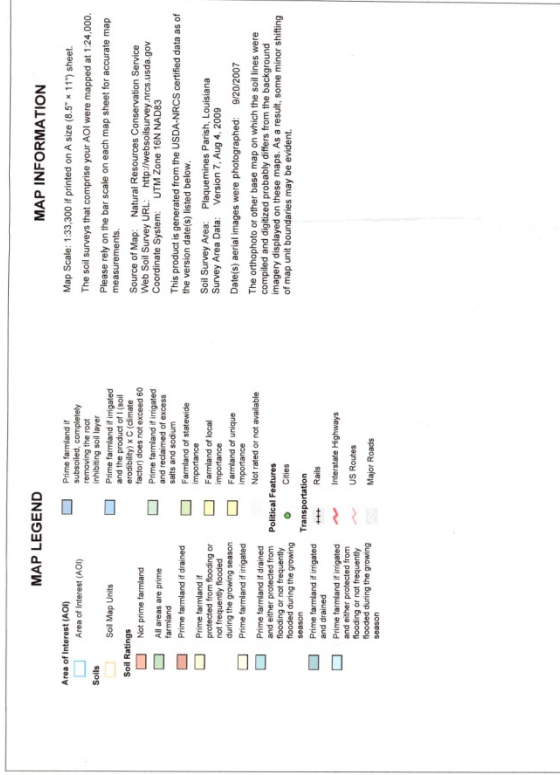 MAP LEGEND
Area of Interest (AOI)
Area of Interest (AOI)
Soils
Soil Map Units
Soil Ratings
Not prime farmland
All areas are prime
farmland
Prime farmland if drained
Prime farmland if
protected from flooding or
not frequently flooded
during the growing season
Prime farmland if irrigated
Prime farmland if drained
and either protected from
flooding or not frequently
flooded during the growing
season
Prime farmland if irrigated
and drained
Prime farmland if irrigated
and either protected from
flooding or not frequently
flooded during the growing
season
Prime farmland if
subsoiled, completely
removing the root
inhibiting soil layer
Prime farmland if irrigated
and the product of I (soil
erodibility) x C (climate
factor) does not exceed 60
Prime farmland if irrigated
and reclaimed of excess
salts and sodium
Farmland of statewide
importance
Farmland of local
importance
Farmland of unique
importance
Not rated or not available
Political Features
Cities
Transportation
Rails
Interstate Highways
US Routes
Major Roads
MAP INFORMATION
Map Scale: 1:33,300 if printed on A size (8.5" × 11") sheet.
The soil surveys that comprise your AOI were mapped at 1:24,000.
Please rely on the bar scale on each map sheet for accurate map
measurements.
Source of Map: Natural Resources Conservation Service
Web Soil Survey URL: http://websoilsurvey.nrcs.usda.gov
Coordinate System: UTM Zone 16N NAD83
This product is generated from the USDA-NRCS certified data as of
the version date(s) listed below.
Soil Survey Area: Plaquemines Parish, Louisiana
Survey Area Data: Version 7, Aug 4, 2009
Date(s) aerial images were photographed: 9/20/2007
The orthophoto or other base map on which the soil lines were
compiled and digitized probably differs from the background
imagery displayed on these maps. As a result, some minor shifting
of map unit boundaries may be evident.